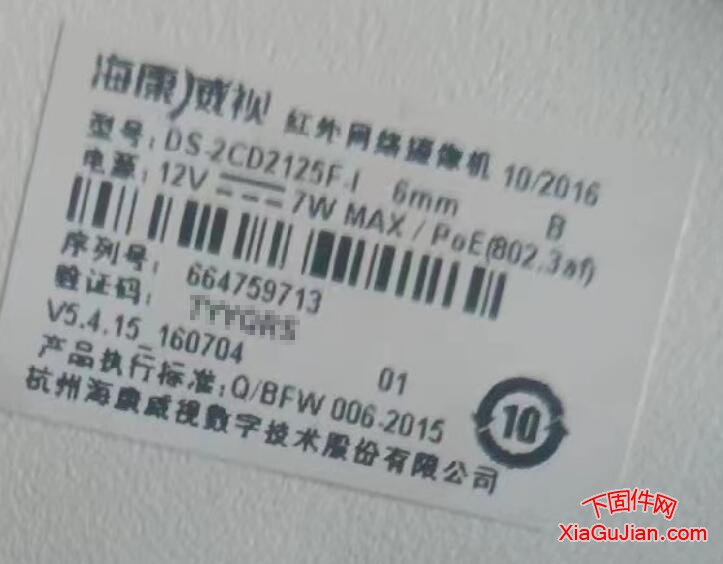 海康威视 红外网络摄像机 10/2016
型号: DS-2CD2125F-I 6mm B
电源: 12V 7W MAX / PoE(802.3af)
序列号: 664759713
验证码:
V5.4.15_160704 01
产品执行标准: Q/BFW 006-2015
杭州海康威视数字技术股份有限公司
10
下固件网
XiaGuJian.com